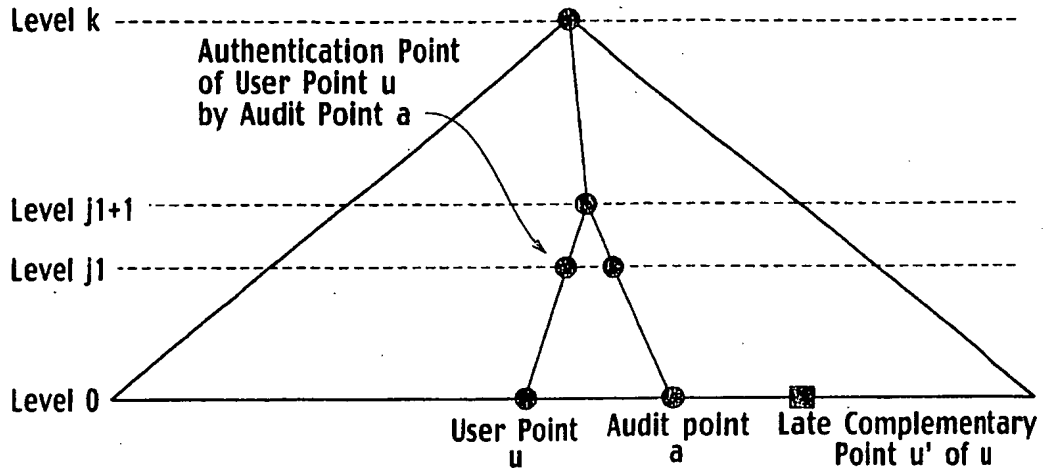 Level k
Authentication Point
of User Point u
by Audit Point a
Level j1+1
Level j1
Level 0
User Point
u
Audit point
a
Late Complementary
Point u' of u